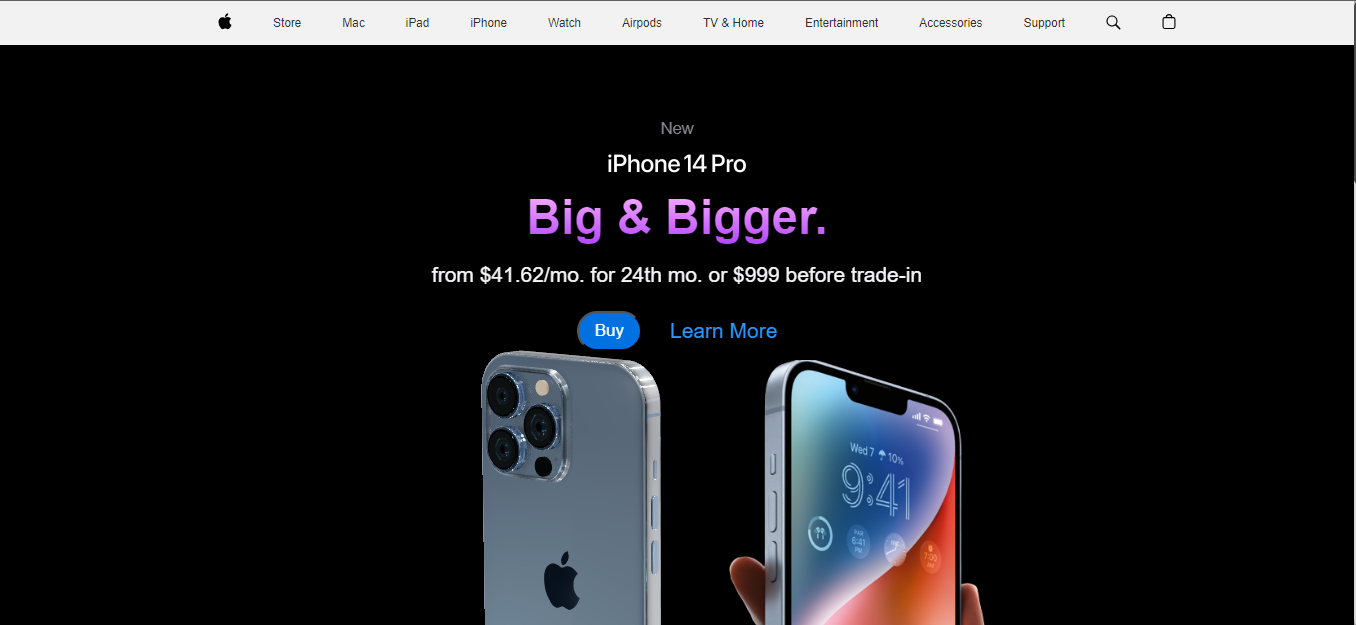 Store Mac iPad iPhone Watch Airpods TV & Home Entertainment Accessories Support
New
iPhone 14 Pro
Big & Bigger.
from $41.62/mo. for 24th mo. or $999 before trade-in
Buy Learn More
Wed 7 10%
9:41
6:41
PM
7:00
AM